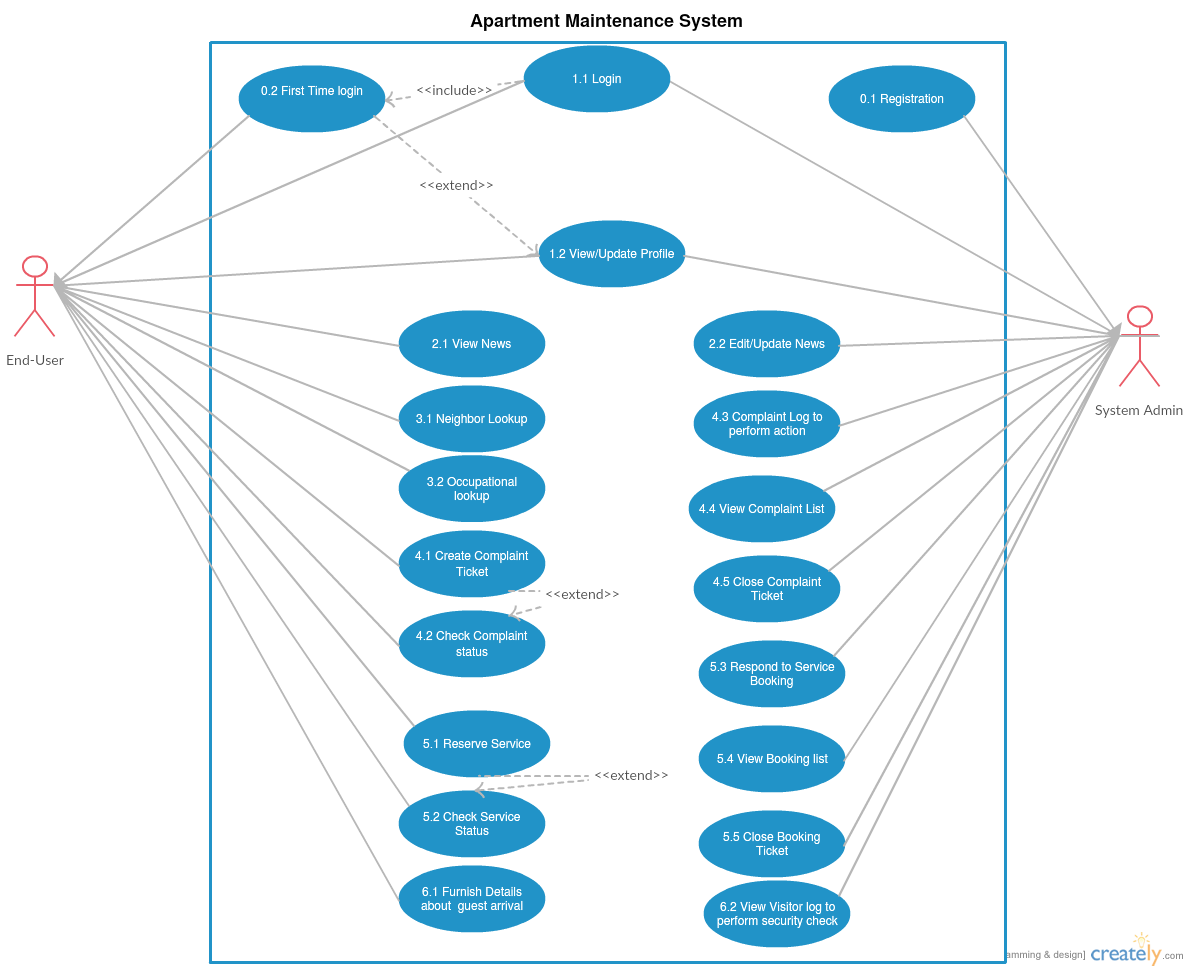 Apartment Maintenance System
0.2 First Time login
<<include>>
1.1 Login
0.1 Registration
<<extend>>
1.2 View/Update Profile
End-User
System Admin
2.1 View News
2.2 Edit/Update News
3.1 Neighbor Lookup
4.3 Complaint Log to
perform action
3.2 Occupational
lookup
4.4 View Complaint List
4.1 Create Complaint
Ticket
<<extend>>
4.5 Close Complaint
Ticket
4.2 Check Complaint
status
5.3 Respond to Service
Booking
5.1 Reserve Service
<<extend>>
5.4 View Booking list
5.2 Check Service
Status
5.5 Close Booking
Ticket
6.1 Furnish Details
about guest arrival
6.2 View Visitor log to
perform security check
amming & design]
creately.com